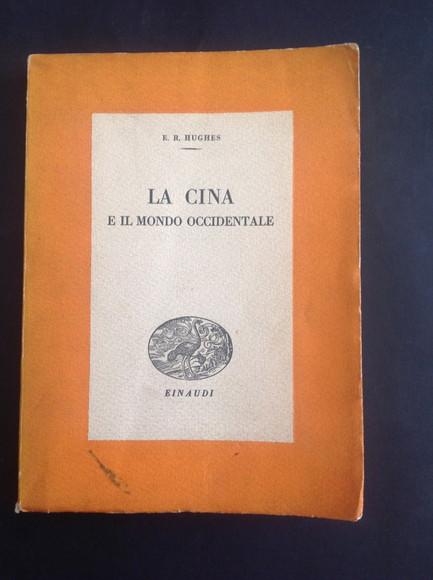 E. R. HUGHES
LA CINA
E IL MONDO OCCIDENTALE
EINAUDI